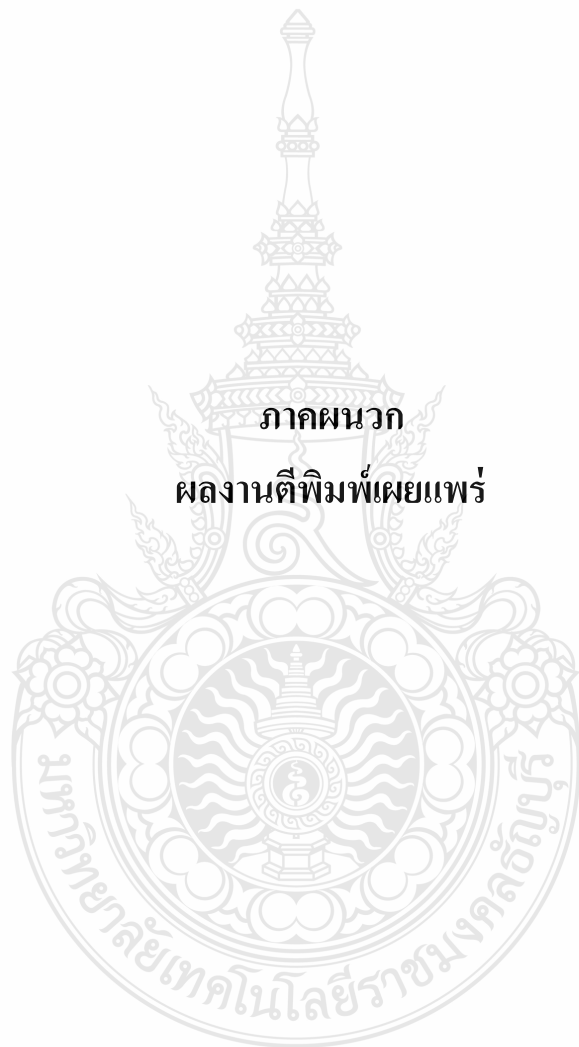 ภาคผนวก
ผลงานตีพิมพ์เผยแพร่
มหาวิทยาลัยเทคโนโลยีราชมงคลธัญบุรี